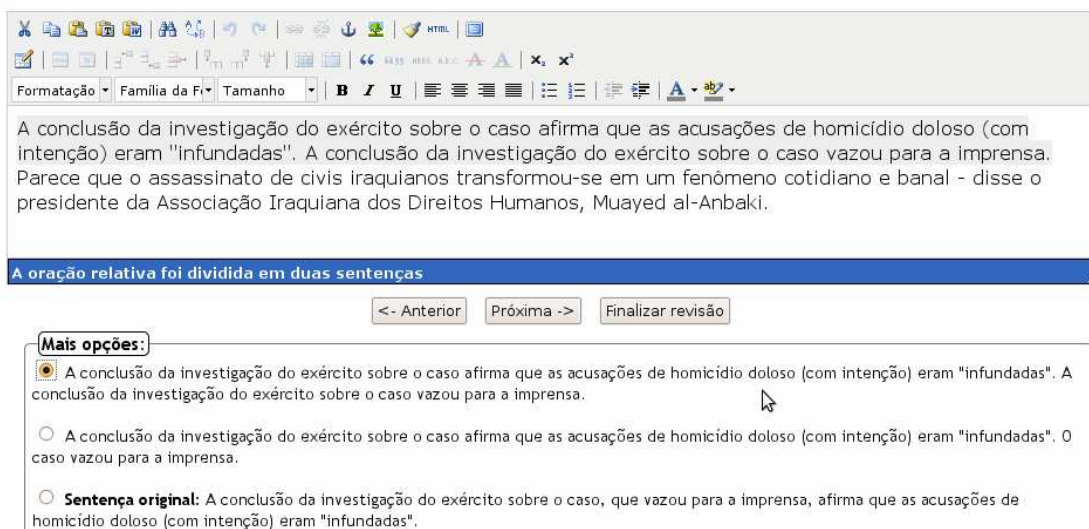 HTML
Formatação Família da F Tamanho B I U A ab
A conclusão da investigação do exército sobre o caso afirma que as acusações de homicídio doloso (com
intenção) eram "infundadas". A conclusão da investigação do exército sobre o caso vazou para a imprensa.
Parece que o assassinato de civis iraquianos transformou-se em um fenômeno cotidiano e banal - disse o
presidente da Associação Iraquiana dos Direitos Humanos, Muayed al-Anbaki.
A oração relativa foi dividida em duas sentenças
<- Anterior Próxima -> Finalizar revisão
Mais opções:
A conclusão da investigação do exército sobre o caso afirma que as acusações de homicídio doloso (com intenção) eram "infundadas". A
conclusão da investigação do exército sobre o caso vazou para a imprensa.
A conclusão da investigação do exército sobre o caso afirma que as acusações de homicídio doloso (com intenção) eram "infundadas". O
caso vazou para a imprensa.
Sentença original: A conclusão da investigação do exército sobre o caso, que vazou para a imprensa, afirma que as acusações de
homicídio doloso (com intenção) eram "infundadas".